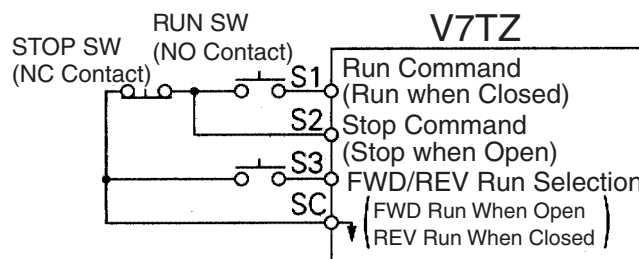 V7TZ
RUN SW
(NO Contact)
STOP SW
(NC Contact)
S1
Run Command
(Run when Closed)
S2
Stop Command
(Stop when Open)
S3
FWD/REV Run Selection
SC
(FWD Run When Open
REV Run When Closed)